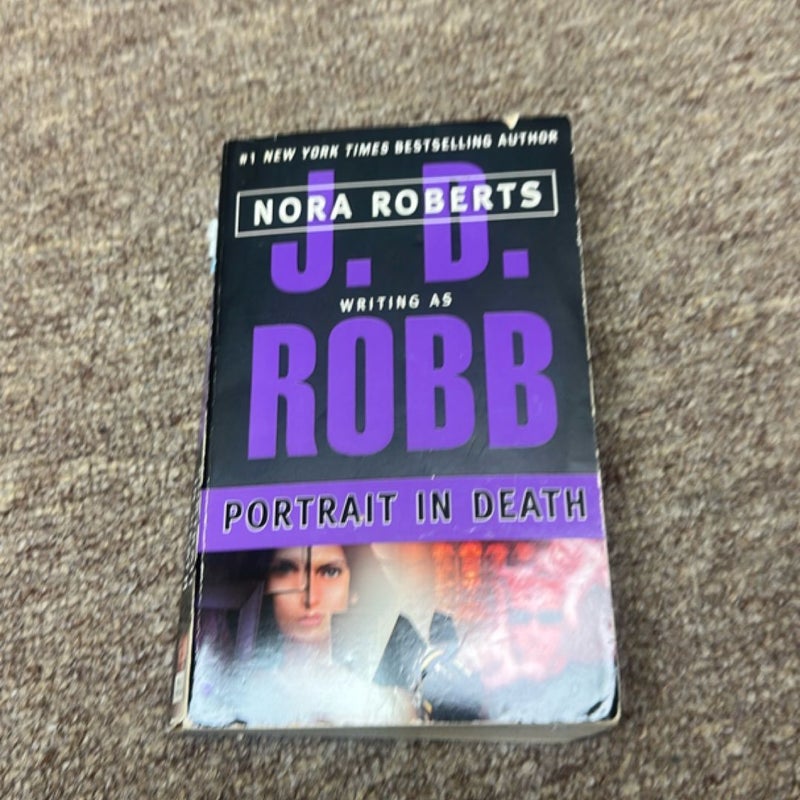 #1 NEW YORK TIMES BESTSELLING AUTHOR
NORA ROBERTS
WRITING AS
J. D.
ROBB
PORTRAIT IN DEATH